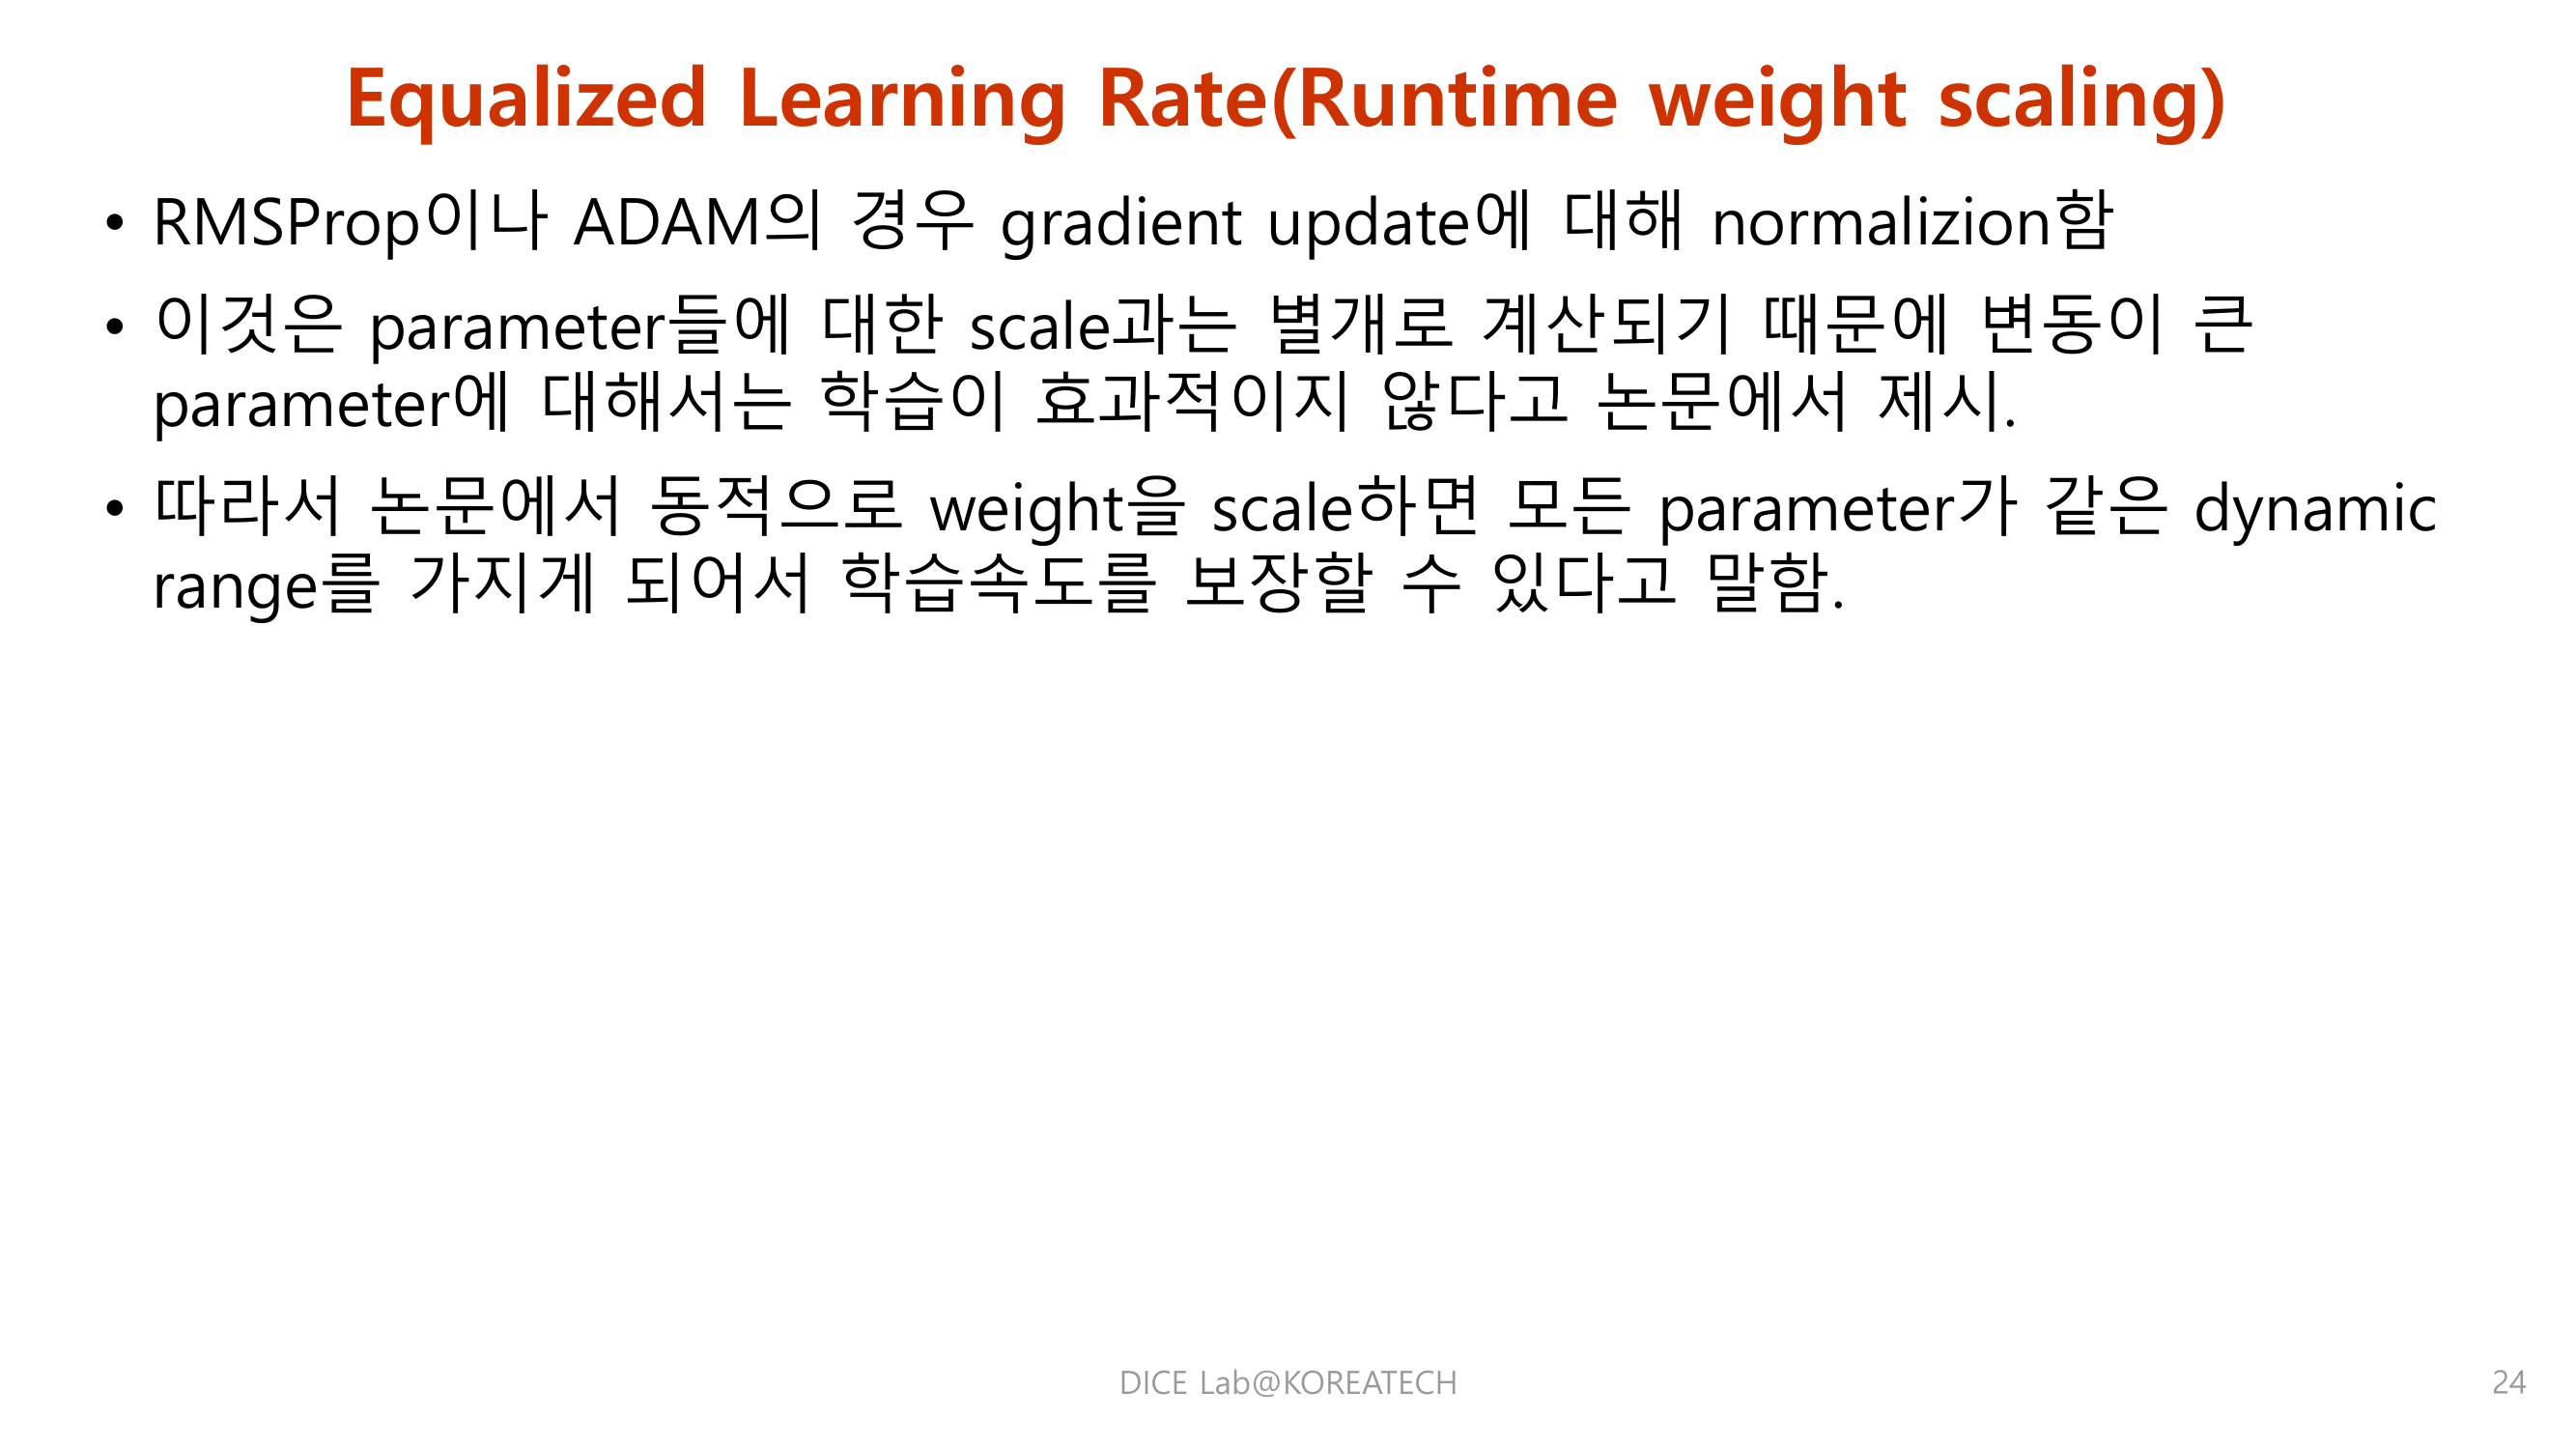 Equalized Learning Rate(Runtime weight scaling)
• RMSProp이나 ADAM의 경우 gradient update에 대해 normalizion함
• 이것은 parameter들에 대한 scale과는 별개로 계산되기 때문에 변동이 큰
parameter에 대해서는 학습이 효과적이지 않다고 논문에서 제시.
• 따라서 논문에서 동적으로 weight을 scale하면 모든 parameter가 같은 dynamic
range를 가지게 되어서 학습속도를 보장할 수 있다고 말함.
DICE Lab@KOREATECH
24